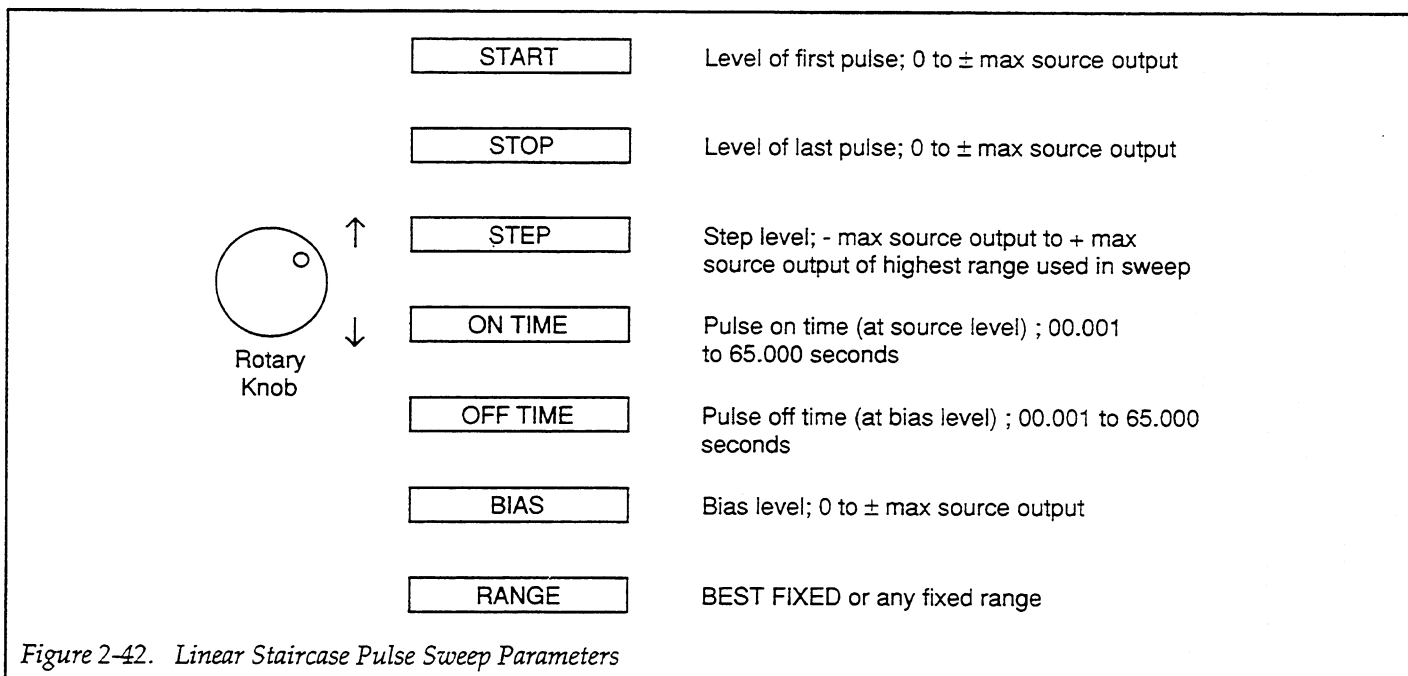 START
Level of first pulse; 0 to ± max source output
STOP
Level of last pulse; 0 to ± max source output
↑
STEP
Step level; - max source output to + max
source output of highest range used in sweep
↓
ON TIME
Pulse on time (at source level) ; 00.001
to 65.000 seconds
Rotary
Knob
OFF TIME
Pulse off time (at bias level) ; 00.001 to 65.000
seconds
BIAS
Bias level; 0 to ± max source output
RANGE
BEST FIXED or any fixed range
Figure 2-42. Linear Staircase Pulse Sweep Parameters